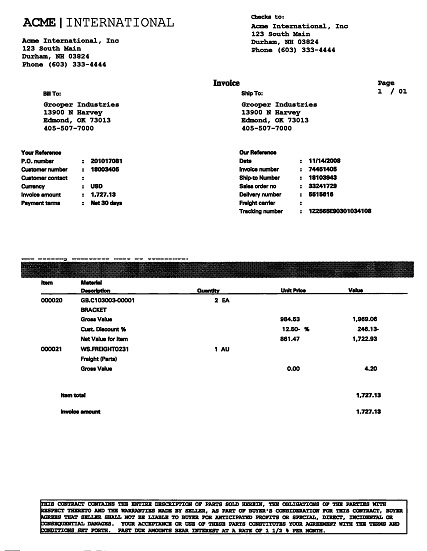 ACME | INTERNATIONAL
Acme International, Inc
123 South Main
Durham, NH 03824
Phone (603) 333-4444
Checks to:
Acme International, Inc
123 South Main
Durham, NH 03824
Phone (603) 333-4444
Invoice
Page
1 / 01
Bill To:
Grooper Industries
13900 N Harvey
Edmond, OK 73013
405-507-7000
Ship To:
Grooper Industries
13900 N Harvey
Edmond, OK 73013
405-507-7000
Your Reference
P.O. number : 201017081
Customer number : 18003405
Customer contact :
Currency : USD
Invoice amount : 1,727.13
Payment terms : Net 30 days
Our Reference
Date : 11/14/2008
Invoice number : 74451405
Ship-to Number : 18103943
Sales order no : 33241729
Delivery number : 5515616
Freight carrier :
Tracking number :
Item Material Description Quantity Unit Price Value
000020 GB.C103003-00001 2 EA
BRACKET
Gross Value 984.53 1,969.06
Cust. Discount % 12.50- % 246.13-
Net Value for Item 861.47 1,722.93
000021 WS.FREIGHT0231 1 AU
Freight (Parts)
Gross Value 0.00 4.20
Item total 1,727.13
Invoice amount 1,727.13
THIS CONTRACT CONTAINS THE ENTIRE DESCRIPTION OF PARTS SOLD HEREIN, THE OBLIGATIONS OF THE PARTIES WITH
RESPECT THERETO AND THE WARRANTIES MADE BY SELLER, AS PART OF BUYER'S CONSIDERATION FOR THIS CONTRACT, BUYER
AGREES THAT SELLER SHALL NOT BE LIABLE TO BUYER FOR ANTICIPATED PROFITS OR SPECIAL, DIRECT, INCIDENTAL OR
CONSEQUENTIAL DAMAGES. YOUR ACCEPTANCE OR USE OF THESE PARTS CONSTITUTES YOUR AGREEMENT WITH THE TERMS AND
CONDITIONS SET FORTH. PAST DUE AMOUNTS BEAR INTEREST AT A RATE OF 1 1/3 % PER MONTH.